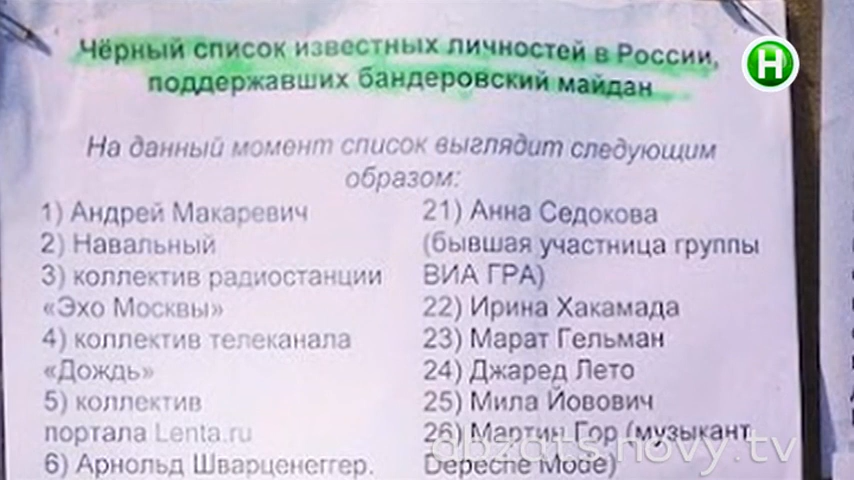 Чёрный список известных личностей в России,
поддержавших бандеровский майдан
Н
На данный момент список выглядит следующим
образом:
1) Андрей Макаревич
2) Навальный
3) коллектив радиостанции
«Эхо Москвы»
4) коллектив телеканала
«Дождь»
5) коллектив
портала Lenta.ru
6) Арнольд Шварценеггер.
21) Анна Седокова
(бывшая участница группы
ВИА ГРА)
22) Ирина Хакамада
23) Марат Гельман
24) Джаред Лето
25) Мила Йовович
26) Мартин Гор (музыкант
Depeche Mode)
abzats.novy.tv